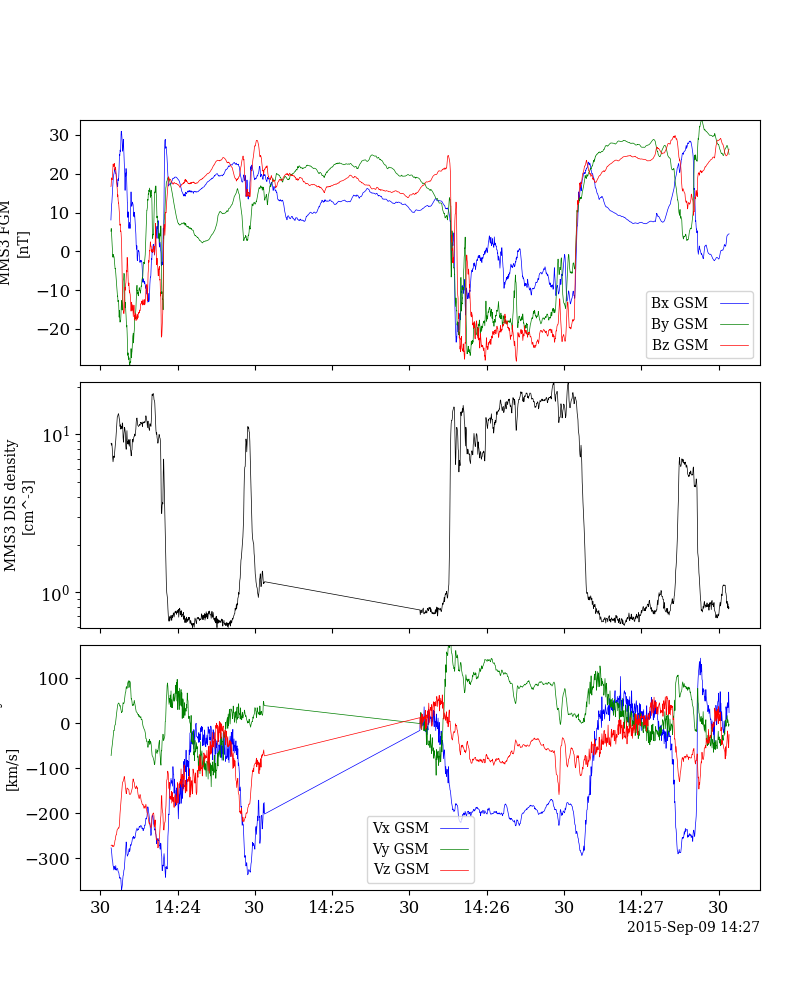 30
20
10
0
−10
−20
MMS3 FGM
[nT]
Bx GSM
By GSM
Bz GSM
10^1
10^0
MMS3 DIS density
[cm^-3]
100
0
−100
−200
−300
[km/s]
Vx GSM
Vy GSM
Vz GSM
30 14:24 30 14:25 30 14:26 30 14:27 30
2015-Sep-09 14:27